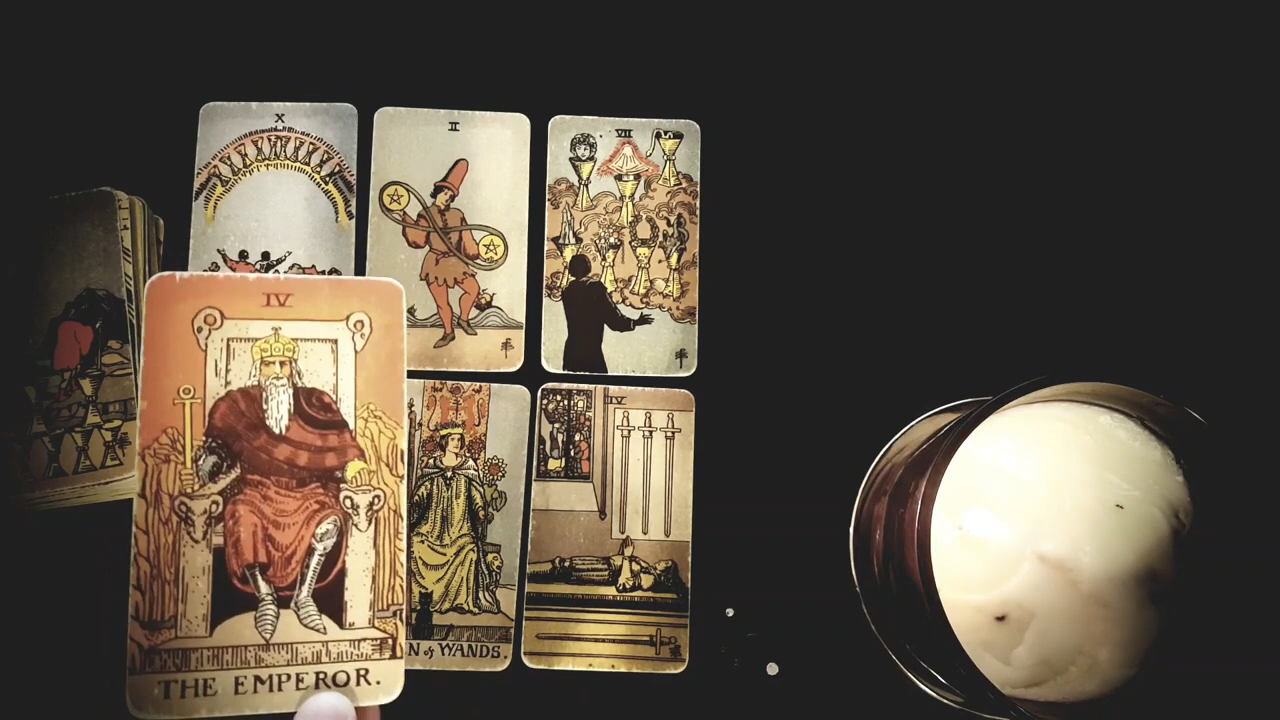 X
II
VII
IV
THE EMPEROR.
N of WANDS.
IV